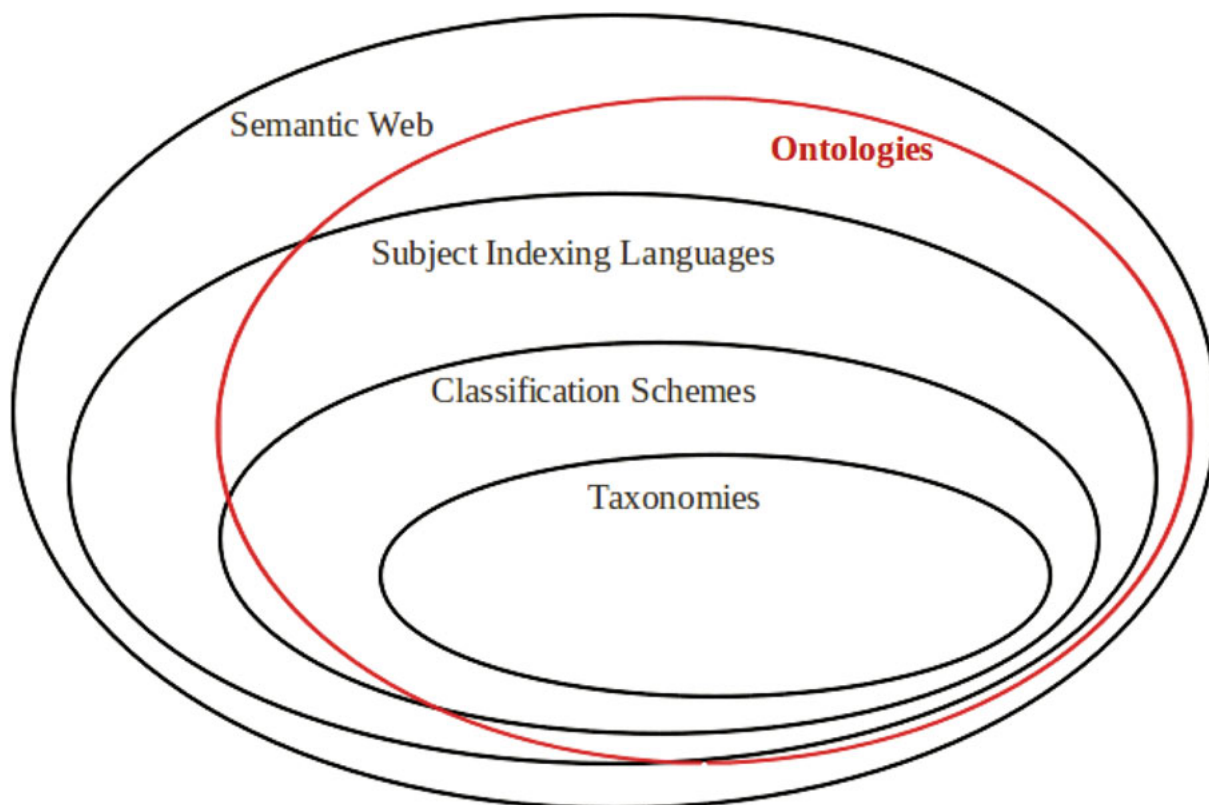 Semantic Web
Ontologies
Subject Indexing Languages
Classification Schemes
Taxonomies